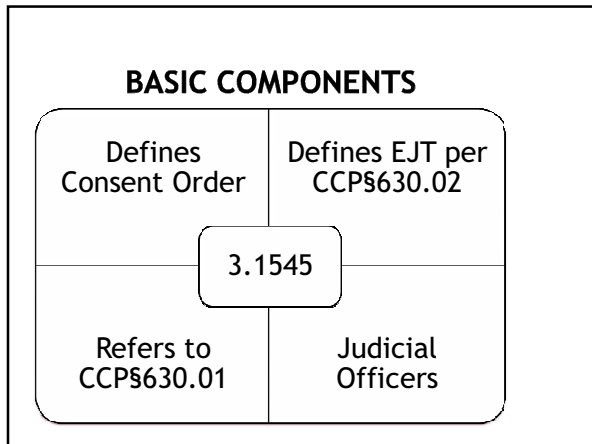 BASIC COMPONENTS
Defines
Consent Order
Defines EJT per
CCP§630.02
3.1545
Refers to
CCP§630.01
Judicial
Officers